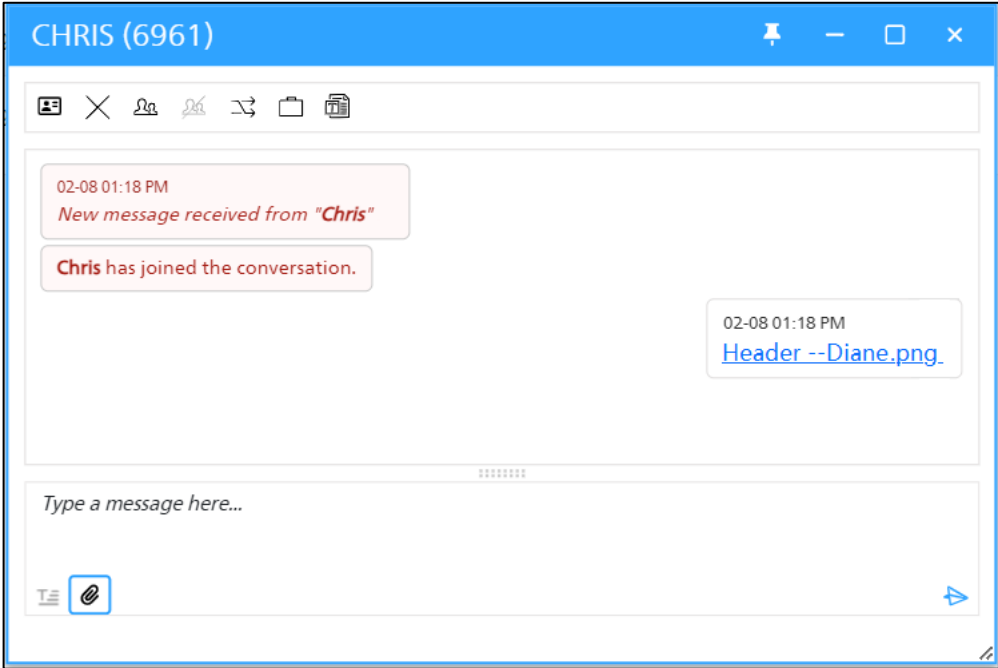 CHRIS (6961)
02-08 01:18 PM
New message received from "Chris"
Chris has joined the conversation.
02-08 01:18 PM
Header --Diane.png
Type a message here...